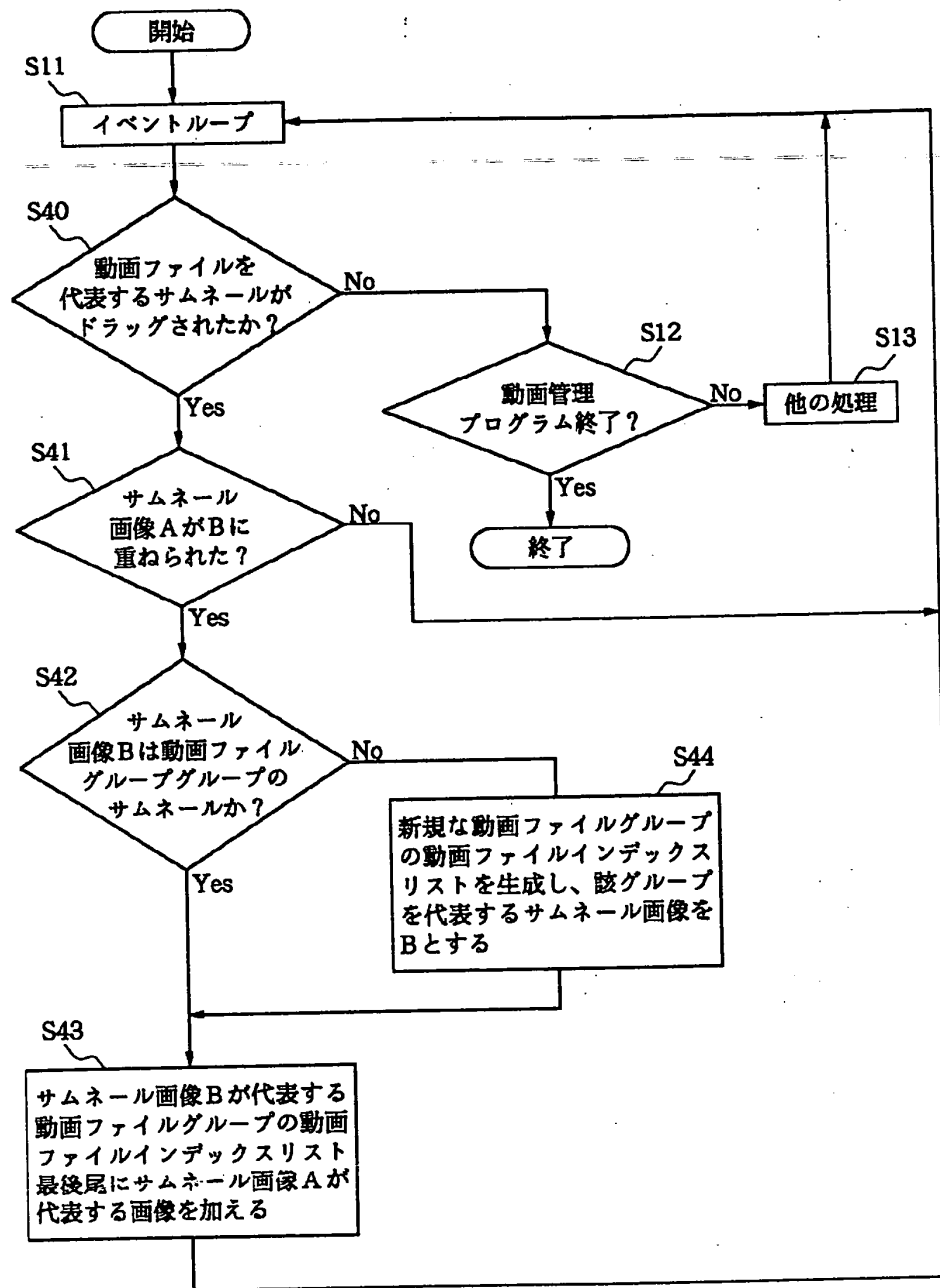 開始
S11
イベントループ
S40
動画ファイルを
代表するサムネールが
ドラッグされたか？
No
Yes
S12
動画管理
プログラム終了？
No
Yes
S13
他の処理
終了
S41
サムネール
画像AがBに
重ねられた？
No
Yes
S42
サムネール
画像Bは動画ファイル
グループグループの
サムネールか？
No
Yes
S44
新規な動画ファイルグループ
の動画ファイルインデックス
リストを生成し、該グループ
を代表するサムネール画像を
Bとする
S43
サムネール画像Bが代表する
動画ファイルグループの動画
ファイルインデックスリスト
最後尾にサムネール画像Aが
代表する画像を加える